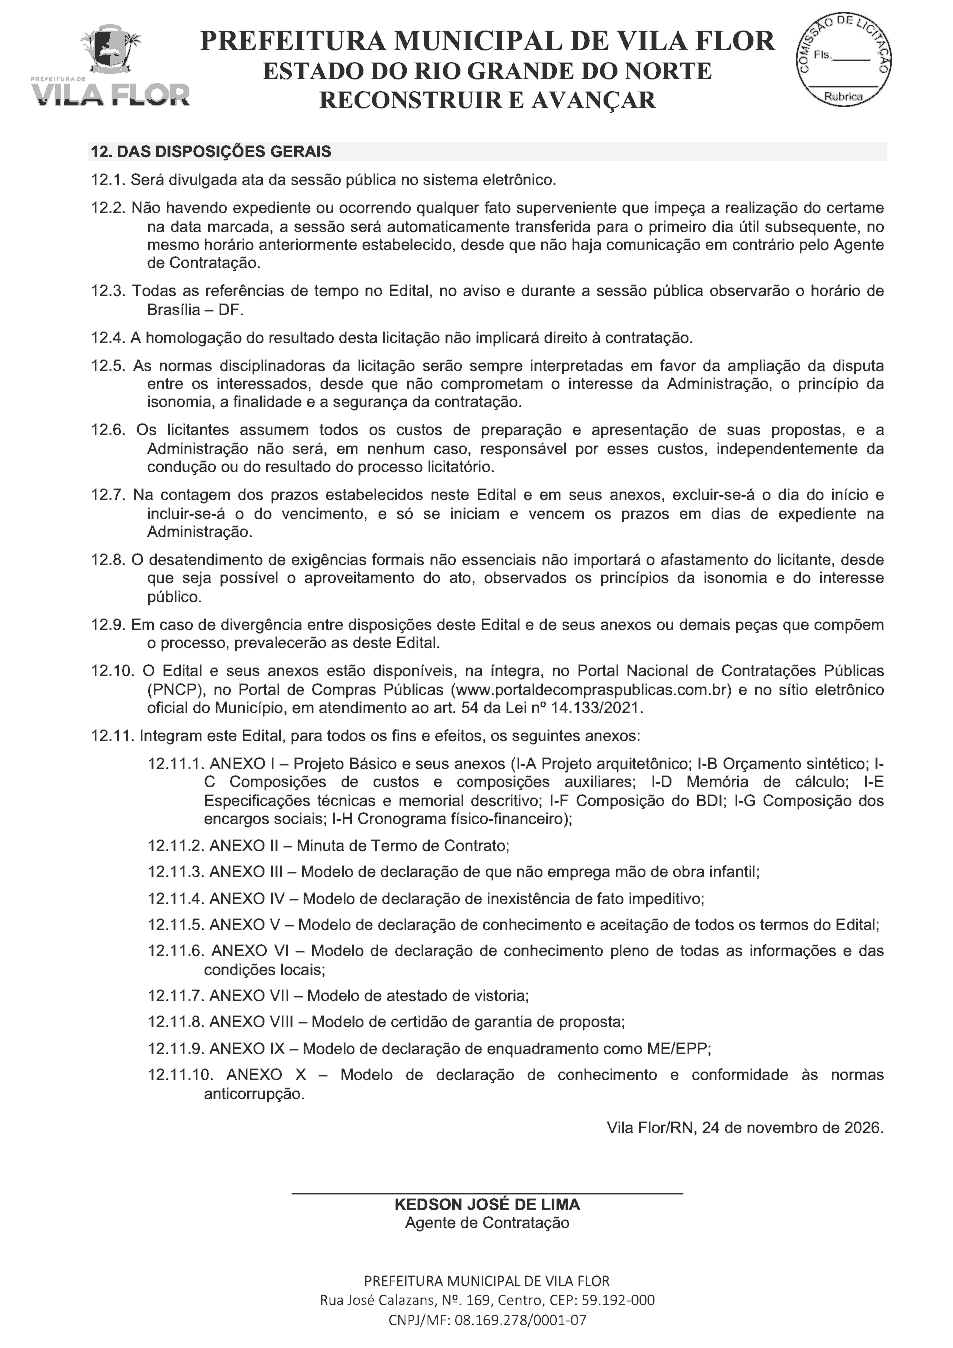 PREFEITURA DE
VILA FLOR
PREFEITURA MUNICIPAL DE VILA FLOR
ESTADO DO RIO GRANDE DO NORTE
RECONSTRUIR E AVANÇAR
COMISSÃO DE LICITAÇÃO
Fls.
Rubrica
12. DAS DISPOSIÇÕES GERAIS
12.1. Será divulgada ata da sessão pública no sistema eletrônico.
12.2. Não havendo expediente ou ocorrendo qualquer fato superveniente que impeça a realização do certame
na data marcada, a sessão será automaticamente transferida para o primeiro dia útil subsequente, no
mesmo horário anteriormente estabelecido, desde que não haja comunicação em contrário pelo Agente
de Contratação.
12.3. Todas as referências de tempo no Edital, no aviso e durante a sessão pública observarão o horário de
Brasília – DF.
12.4. A homologação do resultado desta licitação não implicará direito à contratação.
12.5. As normas disciplinadoras da licitação serão sempre interpretadas em favor da ampliação da disputa
entre os interessados, desde que não comprometam o interesse da Administração, o princípio da
isonomia, a finalidade e a segurança da contratação.
12.6. Os licitantes assumem todos os custos de preparação e apresentação de suas propostas, e a
Administração não será, em nenhum caso, responsável por esses custos, independentemente da
condução ou do resultado do processo licitatório.
12.7. Na contagem dos prazos estabelecidos neste Edital e em seus anexos, excluir-se-á o dia do início e
incluir-se-á o do vencimento, e só se iniciam e vencem os prazos em dias de expediente na
Administração.
12.8. O desatendimento de exigências formais não essenciais não importará o afastamento do licitante, desde
que seja possível o aproveitamento do ato, observados os princípios da isonomia e do interesse
público.
12.9. Em caso de divergência entre disposições deste Edital e de seus anexos ou demais peças que compõem
o processo, prevalecerão as deste Edital.
12.10. O Edital e seus anexos estão disponíveis, na íntegra, no Portal Nacional de Contratações Públicas
(PNCP), no Portal de Compras Públicas (www.portaldecompraspublicas.com.br) e no sítio eletrônico
oficial do Município, em atendimento ao art. 54 da Lei nº 14.133/2021.
12.11. Integram este Edital, para todos os fins e efeitos, os seguintes anexos:
12.11.1. ANEXO I – Projeto Básico e seus anexos (I-A Projeto arquitetônico; I-B Orçamento sintético; I-
C Composições de custos e composições auxiliares; I-D Memória de cálculo; I-E
Especificações técnicas e memorial descritivo; I-F Composição do BDI; I-G Composição dos
encargos sociais; I-H Cronograma físico-financeiro);
12.11.2. ANEXO II – Minuta de Termo de Contrato;
12.11.3. ANEXO III – Modelo de declaração de que não emprega mão de obra infantil;
12.11.4. ANEXO IV – Modelo de declaração de inexistência de fato impeditivo;
12.11.5. ANEXO V – Modelo de declaração de conhecimento e aceitação de todos os termos do Edital;
12.11.6. ANEXO VI – Modelo de declaração de conhecimento pleno de todas as informações e das
condições locais;
12.11.7. ANEXO VII – Modelo de atestado de vistoria;
12.11.8. ANEXO VIII – Modelo de certidão de garantia de proposta;
12.11.9. ANEXO IX – Modelo de declaração de enquadramento como ME/EPP;
12.11.10. ANEXO X – Modelo de declaração de conhecimento e conformidade às normas
anticorrupção.
Vila Flor/RN, 24 de novembro de 2026.
KEDSON JOSÉ DE LIMA
Agente de Contratação
PREFEITURA MUNICIPAL DE VILA FLOR
Rua José Calazans, Nº. 169, Centro, CEP: 59.192-000
CNPJ/MF: 08.169.278/0001-07